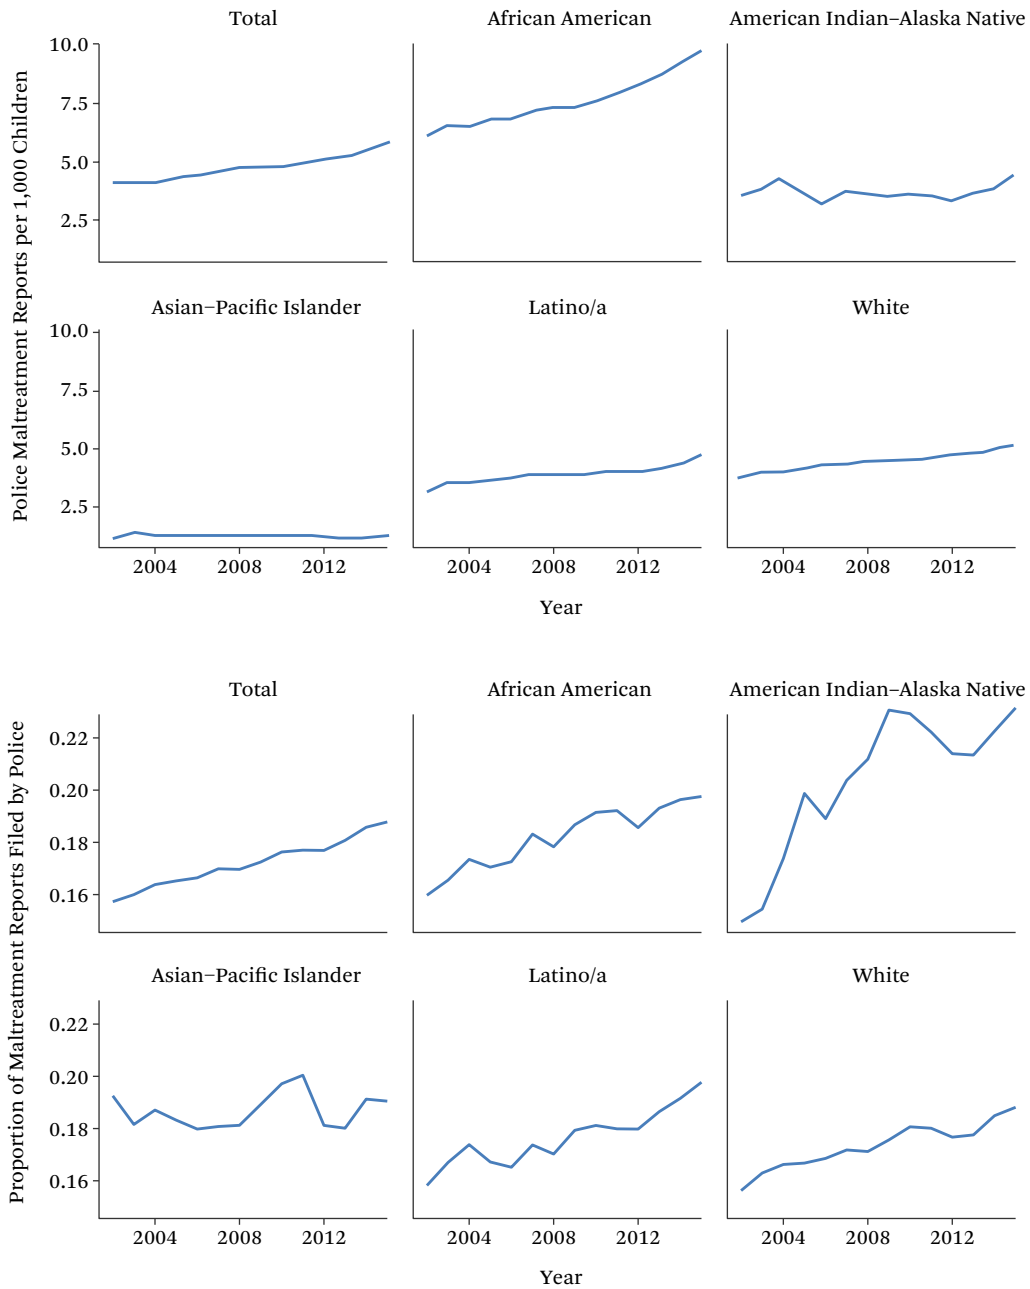 Total
African American
American Indian–Alaska Native
Police Maltreatment Reports per 1,000 Children
10.0
7.5
5.0
2.5
Asian–Pacific Islander
Latino/a
White
10.0
7.5
5.0
2.5
2004 2008 2012
2004 2008 2012
2004 2008 2012
Year
Total
African American
American Indian–Alaska Native
Proportion of Maltreatment Reports Filed by Police
0.22
0.20
0.18
0.16
Asian–Pacific Islander
Latino/a
White
0.22
0.20
0.18
0.16
2004 2008 2012
2004 2008 2012
2004 2008 2012
Year